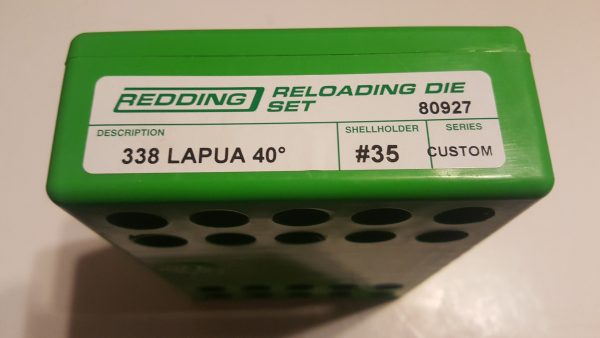 REDDING RELOADING DIE
SET 80927
DESCRIPTION SHELLHOLDER SERIES
338 LAPUA 40° #35 CUSTOM